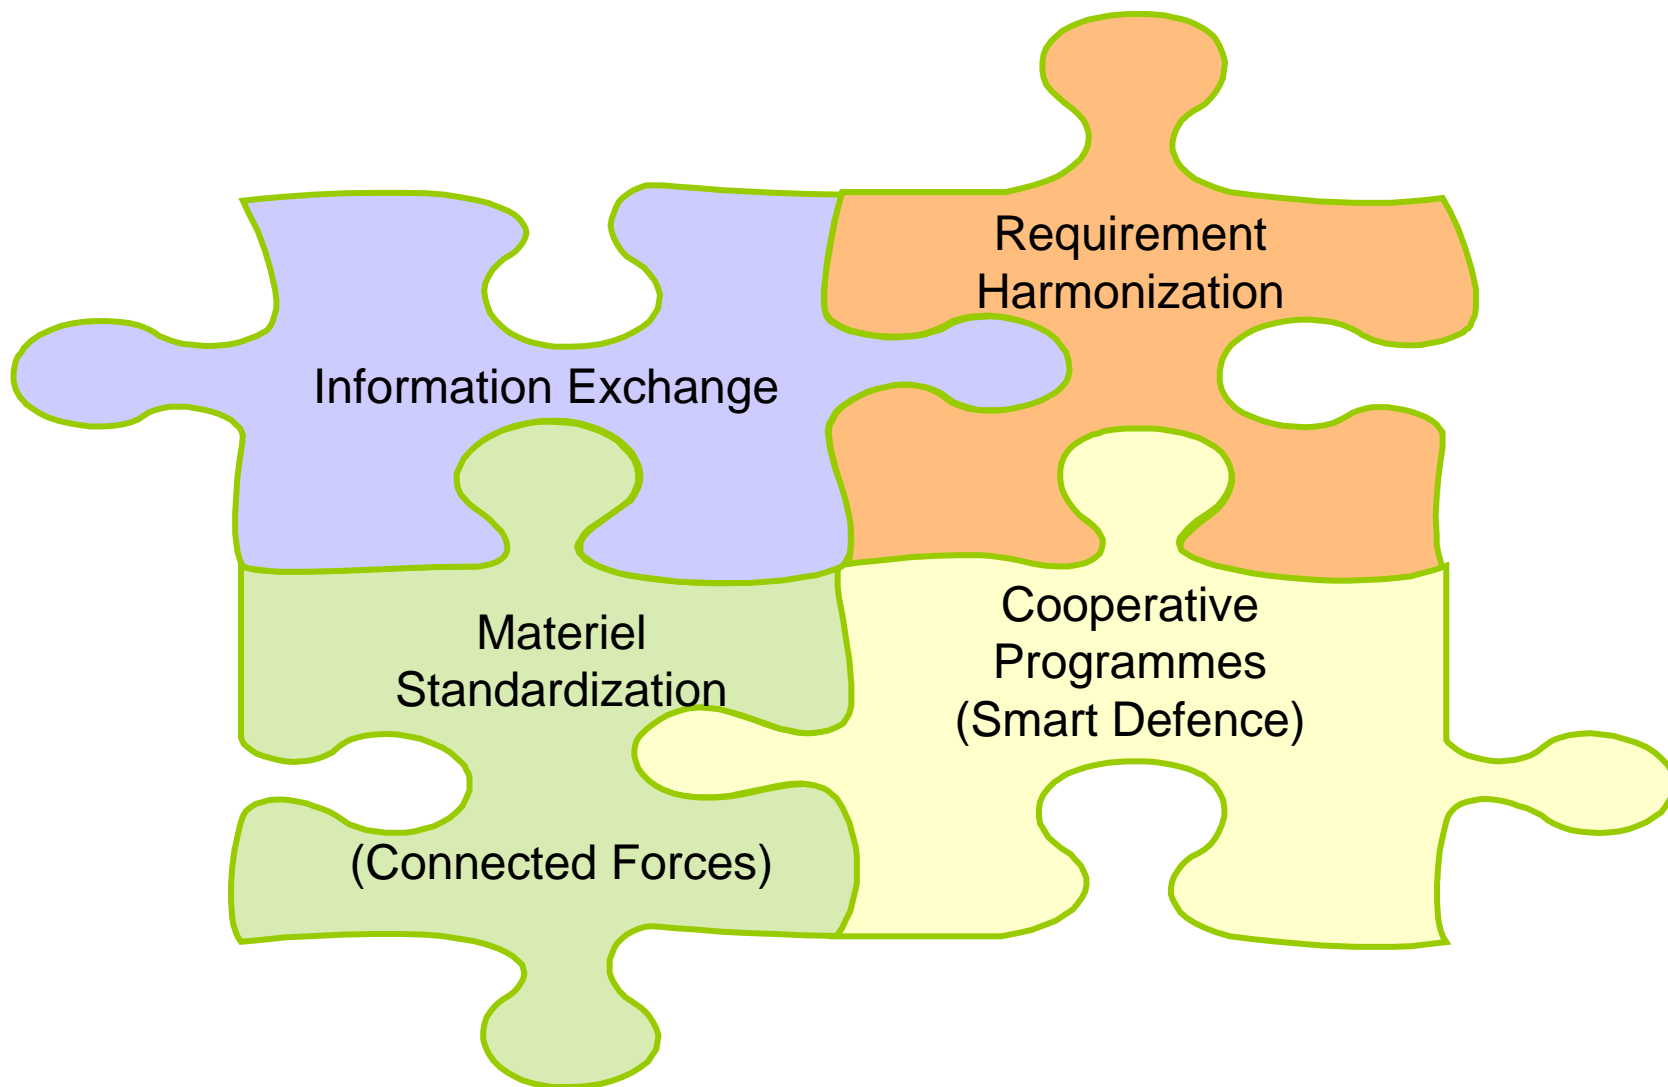 Information Exchange
Requirement
Harmonization
Materiel
Standardization
(Connected Forces)
Cooperative
Programmes
(Smart Defence)